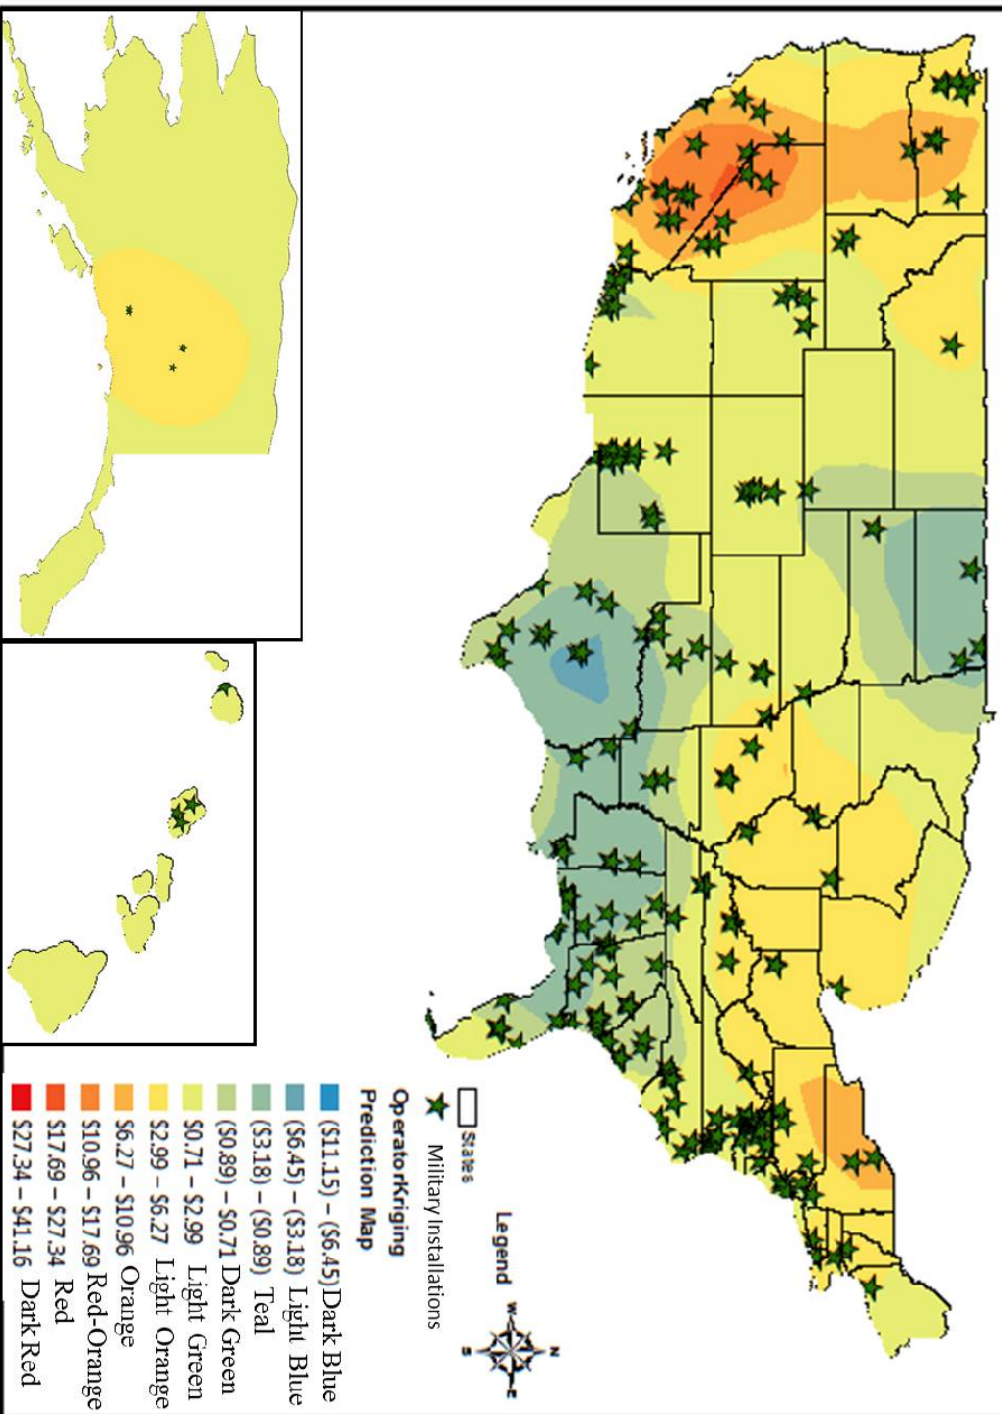 Legend
N
W
E
S
States
Military Installations
OperatorKriging
Prediction Map
($11.15) – ($6.45) Dark Blue
($6.45) – ($3.18) Light Blue
($3.18) – ($0.89) Teal
($0.89) – $0.71 Dark Green
$0.71 – $2.99 Light Green
$2.99 – $6.27 Light Orange
$6.27 – $10.96 Orange
$10.96 – $17.69 Red-Orange
$17.69 – $27.34 Red
$27.34 – $41.16 Dark Red